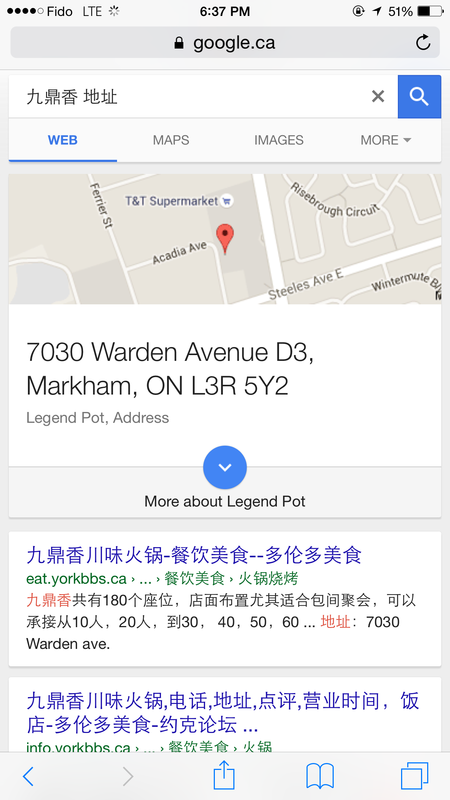 Fido LTE 6:37 PM 51%
google.ca
九鼎香 地址
WEB MAPS IMAGES MORE
Ferrier St
T&T Supermarket
Risebrough Circuit
Acadia Ave
Steeles Ave E
Wintermute B
7030 Warden Avenue D3,
Markham, ON L3R 5Y2
Legend Pot, Address
More about Legend Pot
九鼎香川味火锅-餐饮美食--多伦多美食
eat.yorkbbs.ca › ... › 餐饮美食 › 火锅烧烤
九鼎香共有180个座位，店面布置尤其适合包间聚会，可以
承接从10人，20人，到30， 40，50，60 ... 地址：7030
Warden ave.
九鼎香川味火锅,电话,地址,点评,营业时间，饭
店-多伦多美食-约克论坛 ...
info.yorkbbs.ca › ... › 餐饮美食 › 火锅